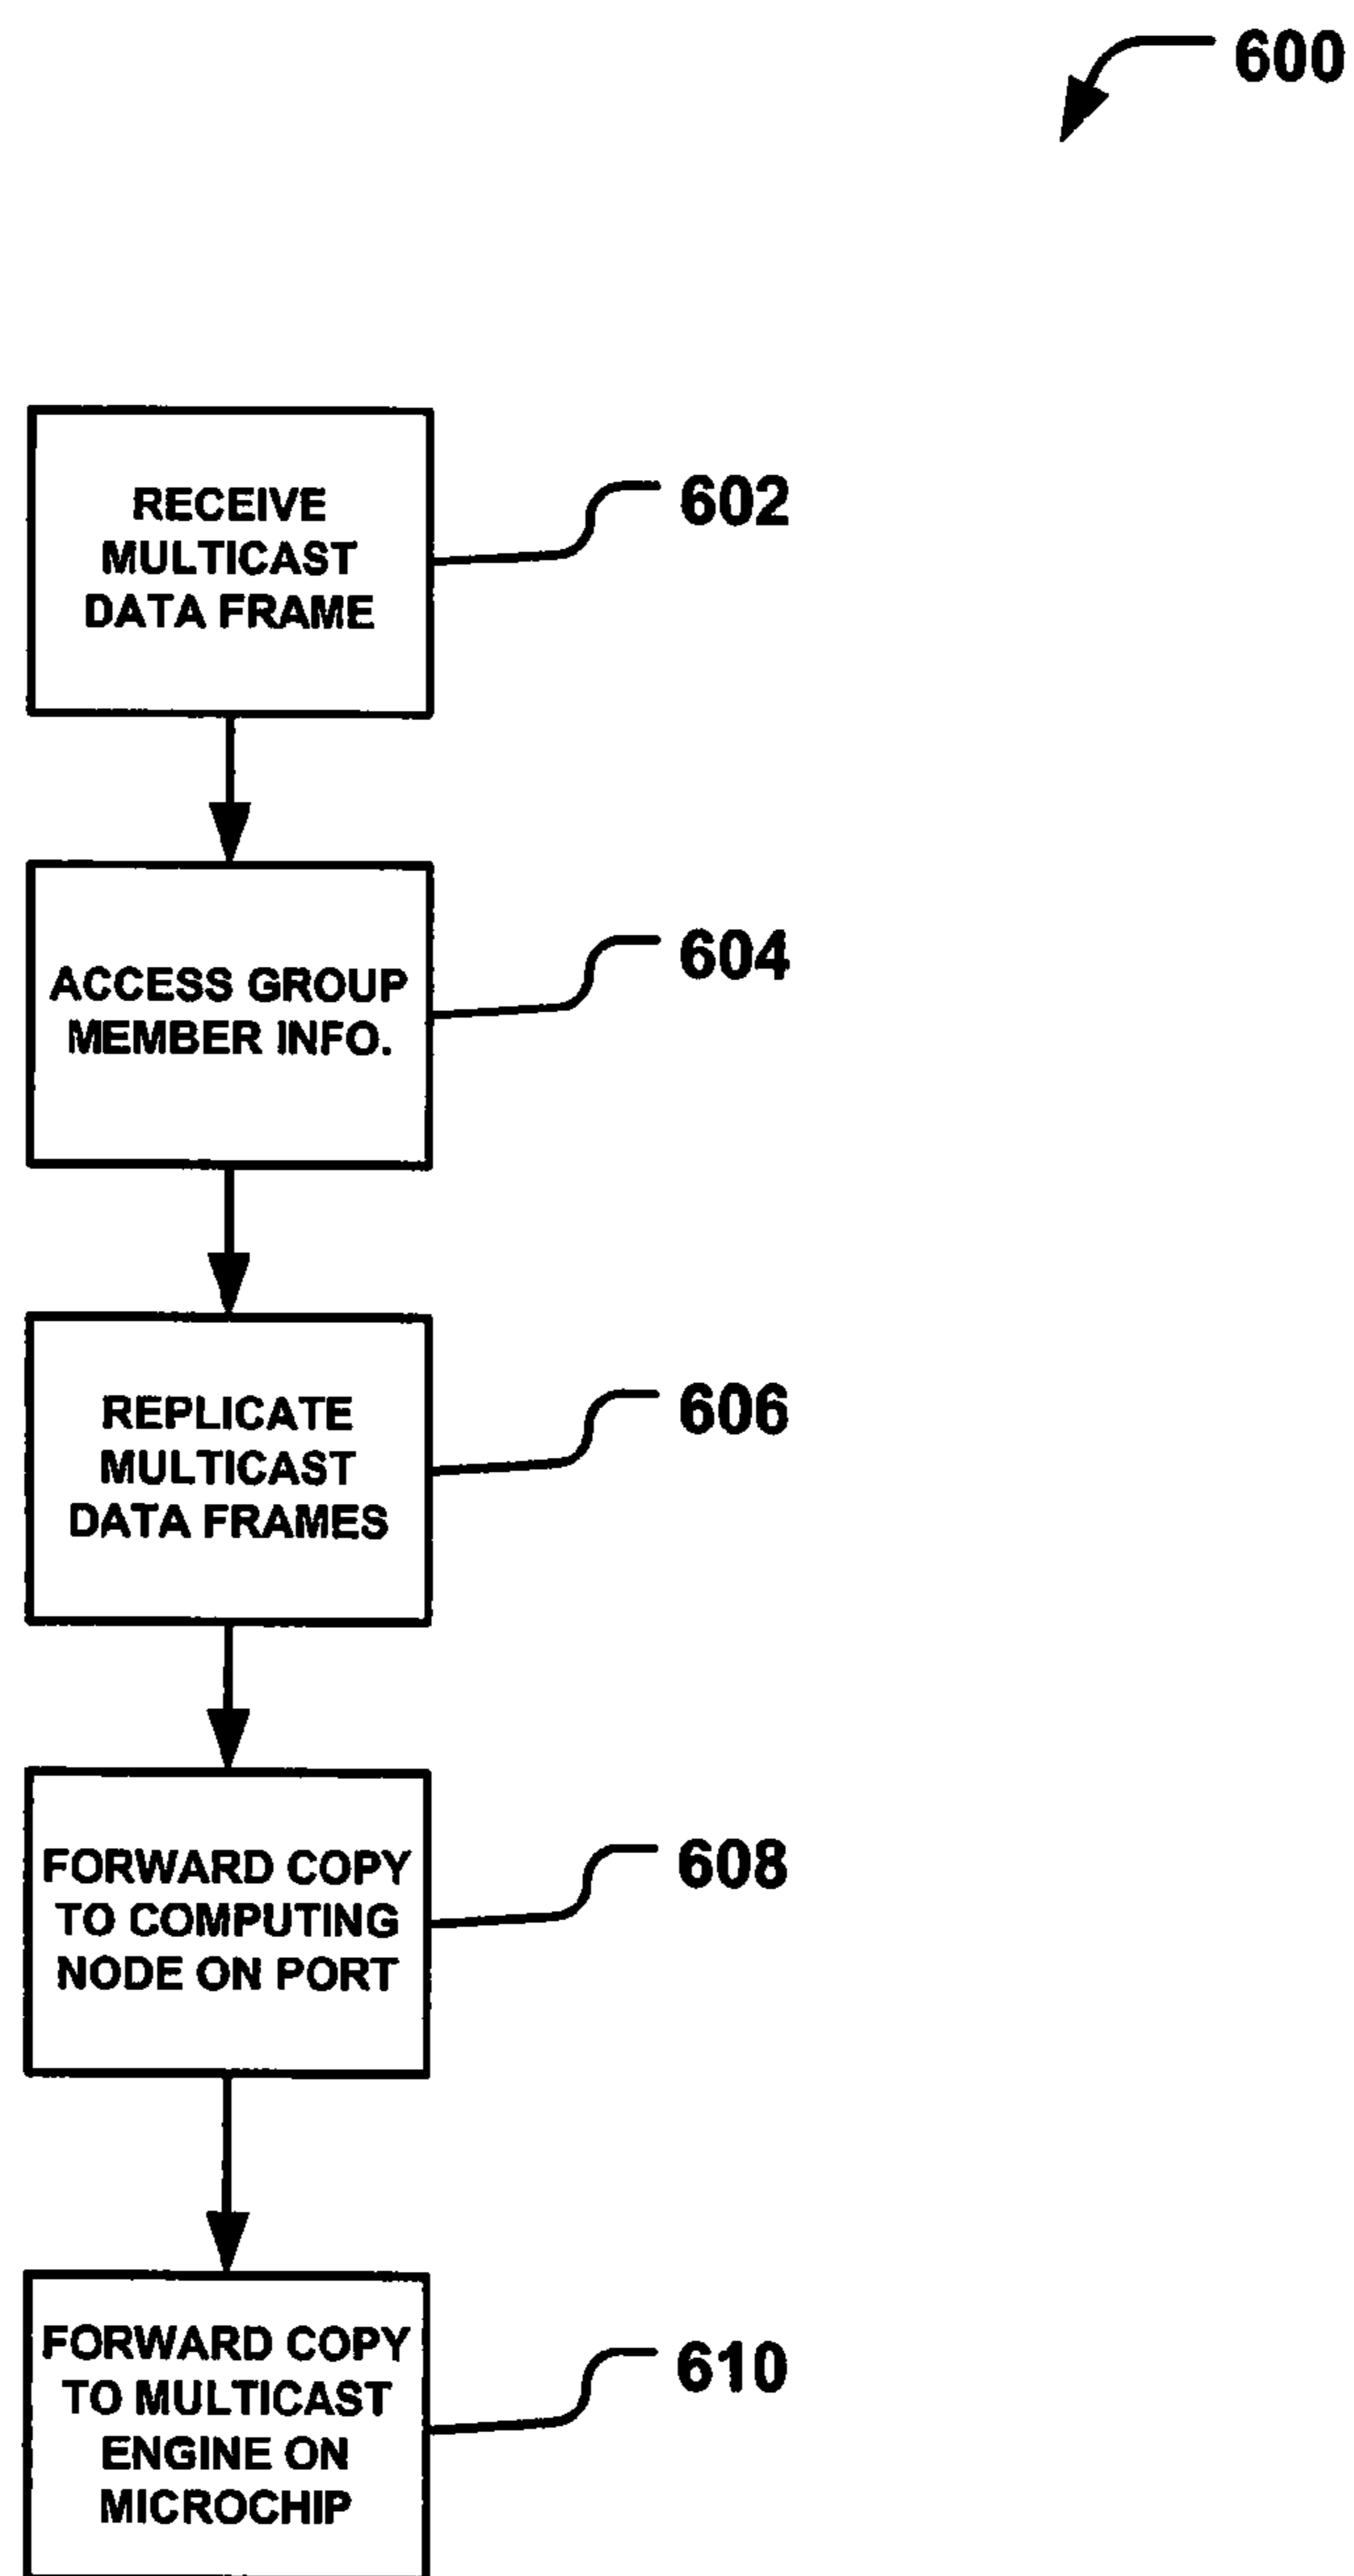 600
RECEIVE
MULTICAST
DATA FRAME
602
ACCESS GROUP
MEMBER INFO.
604
REPLICATE
MULTICAST
DATA FRAMES
606
FORWARD COPY
TO COMPUTING
NODE ON PORT
608
FORWARD COPY
TO MULTICAST
ENGINE ON
MICROCHIP
610